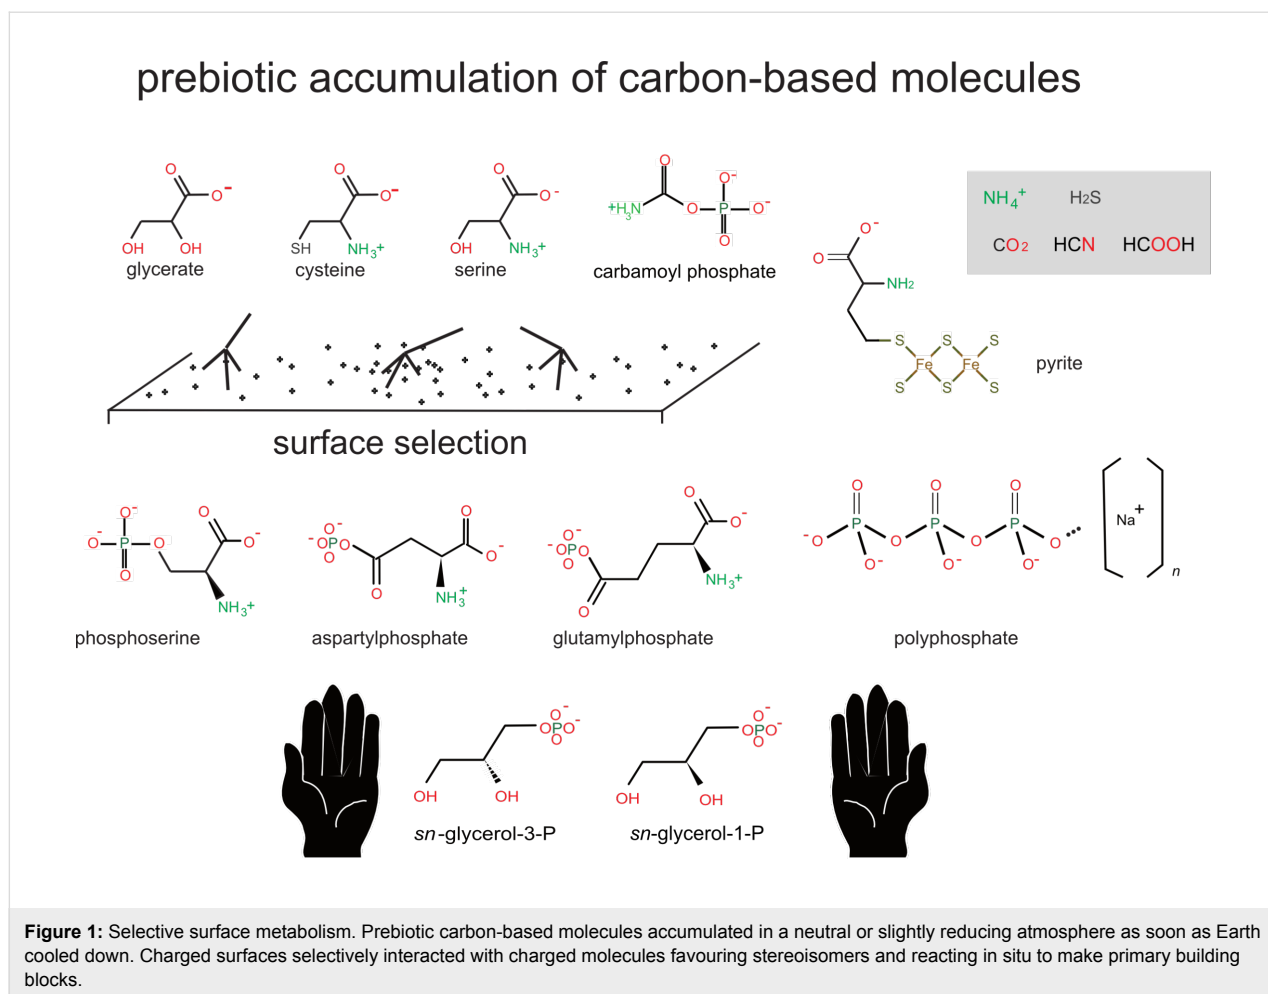 prebiotic accumulation of carbon-based molecules
O
O-
OH
OH
glycerate
O
O-
SH
NH3+
cysteine
O
O-
OH
NH3+
serine
O
+H3N
O
P
O-
O-
O
carbamoyl phosphate
NH4+ H2S
CO2 HCN HCOOH
O-
O
NH2
S S S
Fe Fe
S S S
pyrite
surface selection
O-
O- P O
O
O
O-
NH3+
phosphoserine
O-
-OPO
O
O
O
O-
NH3+
aspartylphosphate
O-
-OPO
O
O
O
O-
NH3+
glutamylphosphate
O O O
-O P O P O P O
O- O- O-
Na+
n
polyphosphate
O-
OPO-
O
OH OH
sn-glycerol-3-P
O-
OPO-
O
OH OH
sn-glycerol-1-P
Figure 1: Selective surface metabolism. Prebiotic carbon-based molecules accumulated in a neutral or slightly reducing atmosphere as soon as Earth
cooled down. Charged surfaces selectively interacted with charged molecules favouring stereoisomers and reacting in situ to make primary building
blocks.